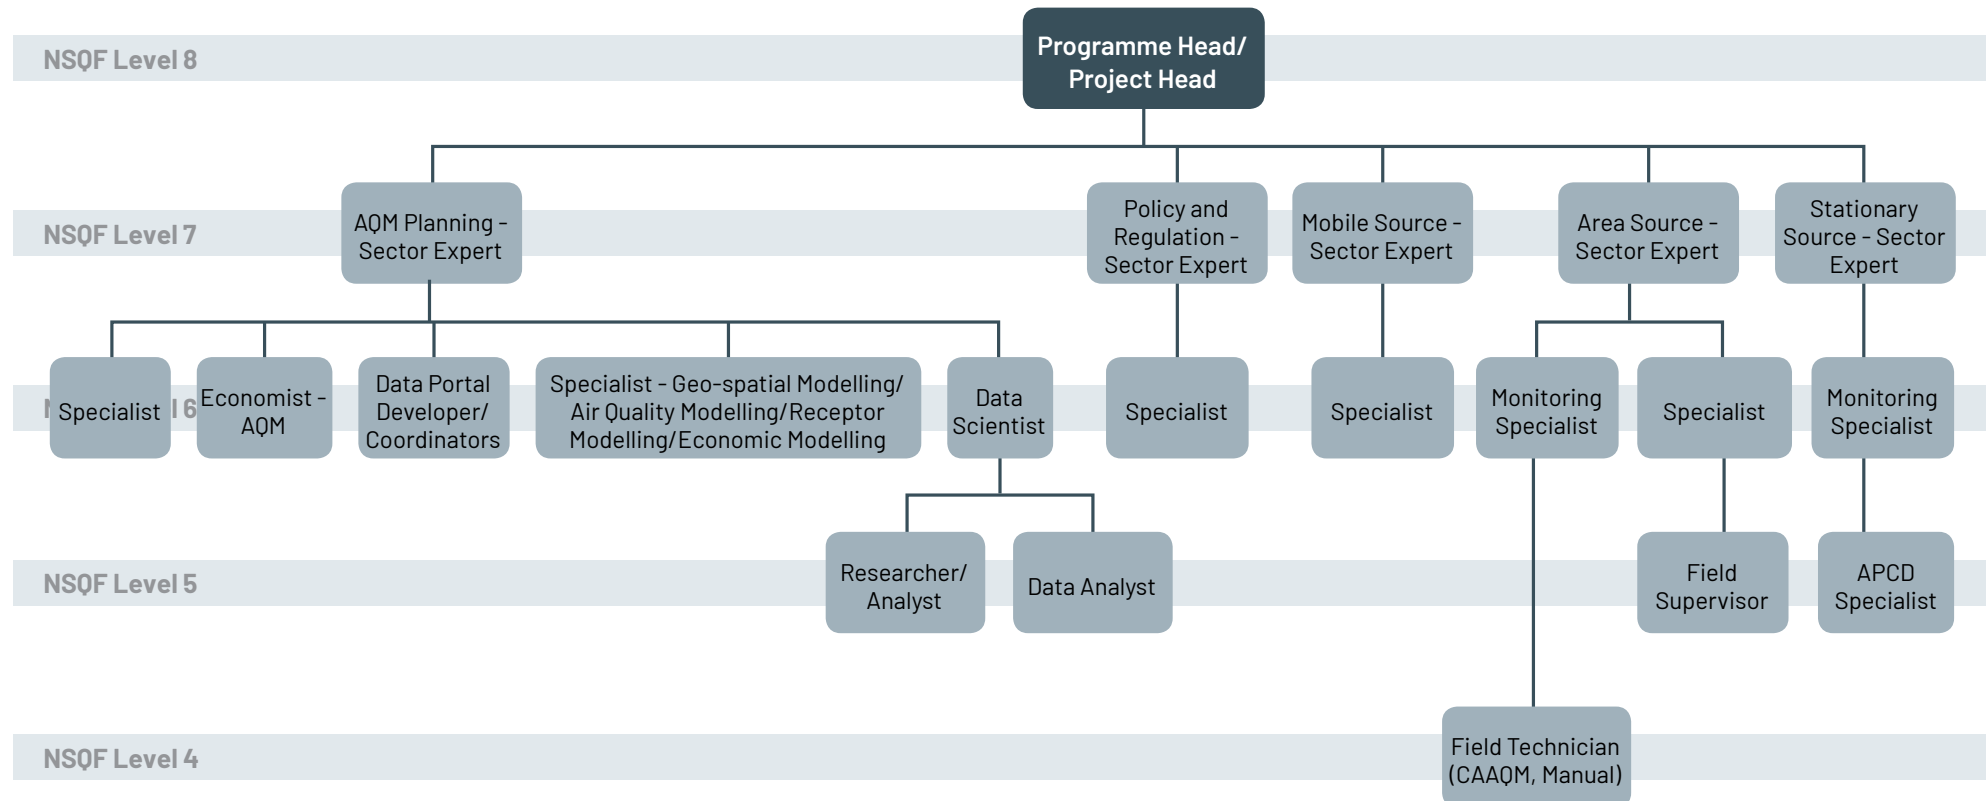 NSQF Level 8
Programme Head/
Project Head
NSQF Level 7
AQM Planning -
Sector Expert
Policy and
Regulation -
Sector Expert
Mobile Source -
Sector Expert
Area Source -
Sector Expert
Stationary
Source - Sector
Expert
6
Specialist
Economist -
AQM
Data Portal
Developer/
Coordinators
Specialist - Geo-spatial Modelling/
Air Quality Modelling/Receptor
Modelling/Economic Modelling
Data
Scientist
Specialist
Specialist
Monitoring
Specialist
Specialist
Monitoring
Specialist
NSQF Level 5
Researcher/
Analyst
Data Analyst
Field
Supervisor
APCD
Specialist
NSQF Level 4
Field Technician
(CAAQM, Manual)